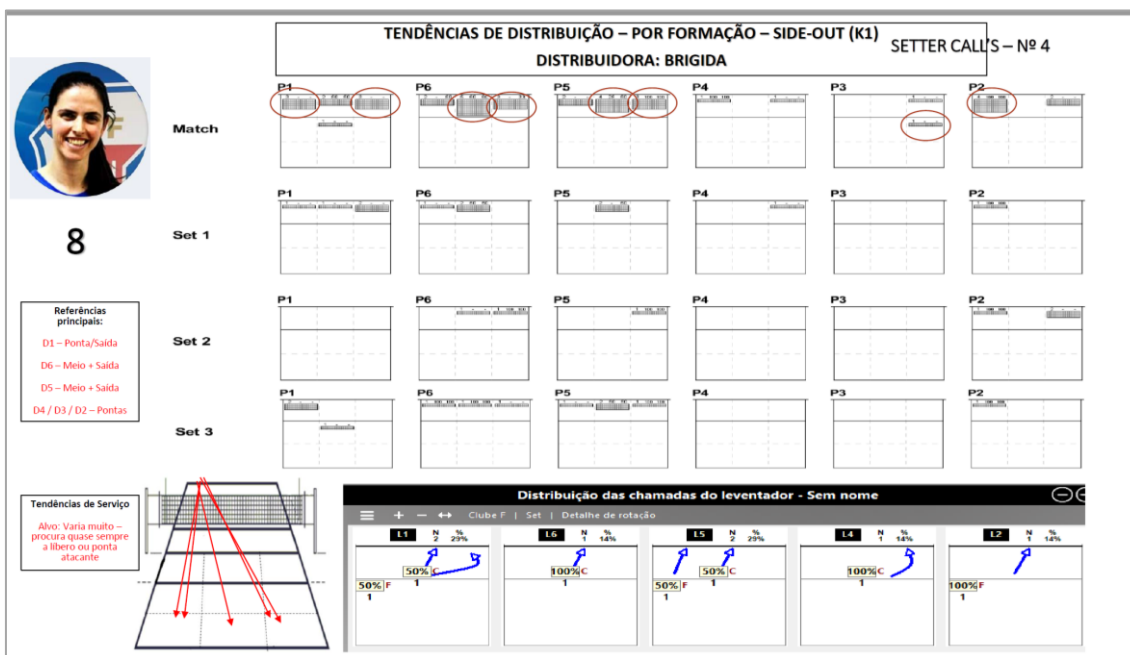 TENDÊNCIAS DE DISTRIBUIÇÃO – POR FORMAÇÃO – SIDE-OUT (K1)
DISTRIBUIDORA: BRIGIDA
SETTER CALL'S – Nº 4
8
P1 P6 P5 P4 P3 P2
Match
P1 P6 P5 P4 P3 P2
Set 1
P1 P6 P5 P4 P3 P2
Set 2
P1 P6 P5 P4 P3 P2
Set 3
Referências
principais:
D1 – Ponta/Saída
D6 – Meio + Saída
D5 – Meio + Saída
D4 / D3 / D2 – Pontas
Tendências de Serviço
Alvo: Varia muito –
procura quase sempre
a líbero ou ponta
atacante
Distribuição das chamadas do leventador - Sem nome
Clube F | Set | Detalhe de rotação
L1 N % L6 N % L5 N % L4 N % L2 N %
2 29% 1 14% 2 29% 1 14% 1 14%
50% C 100% C 50% C 100% C
1 1 1 1
50% F 50% F 100% F
1 1 1